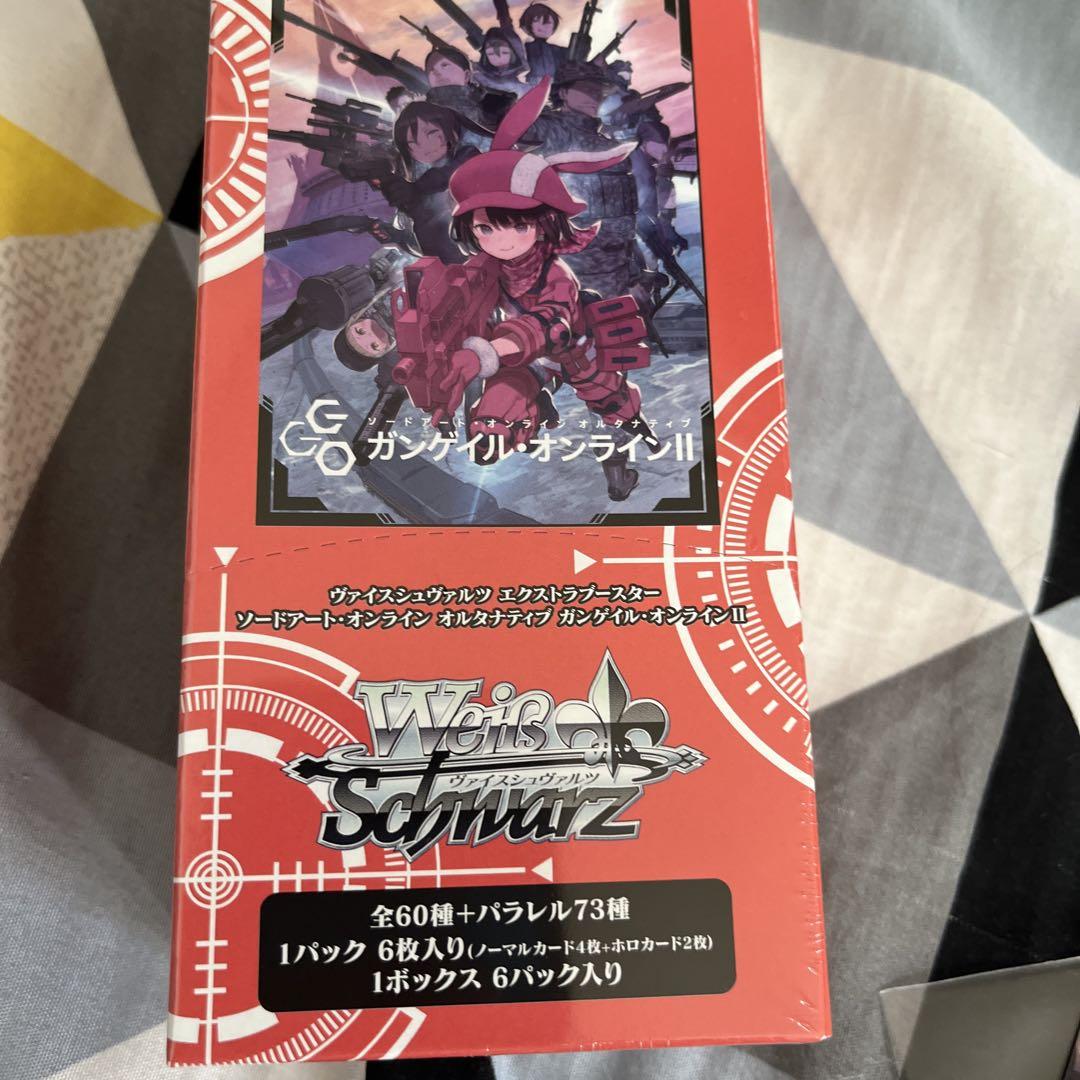 GGO
ソードアート・オンライン オルタナティブ
ガンゲイル・オンラインII
ヴァイスシュヴァルツ エクストラブースター
ソードアート・オンライン オルタナティブ ガンゲイル・オンラインII
Weiß
ヴァイスシュヴァルツ
Schwarz
全60種+パラレル73種
1パック 6枚入り(ノーマルカード4枚+ホロカード2枚)
1ボックス 6パック入り